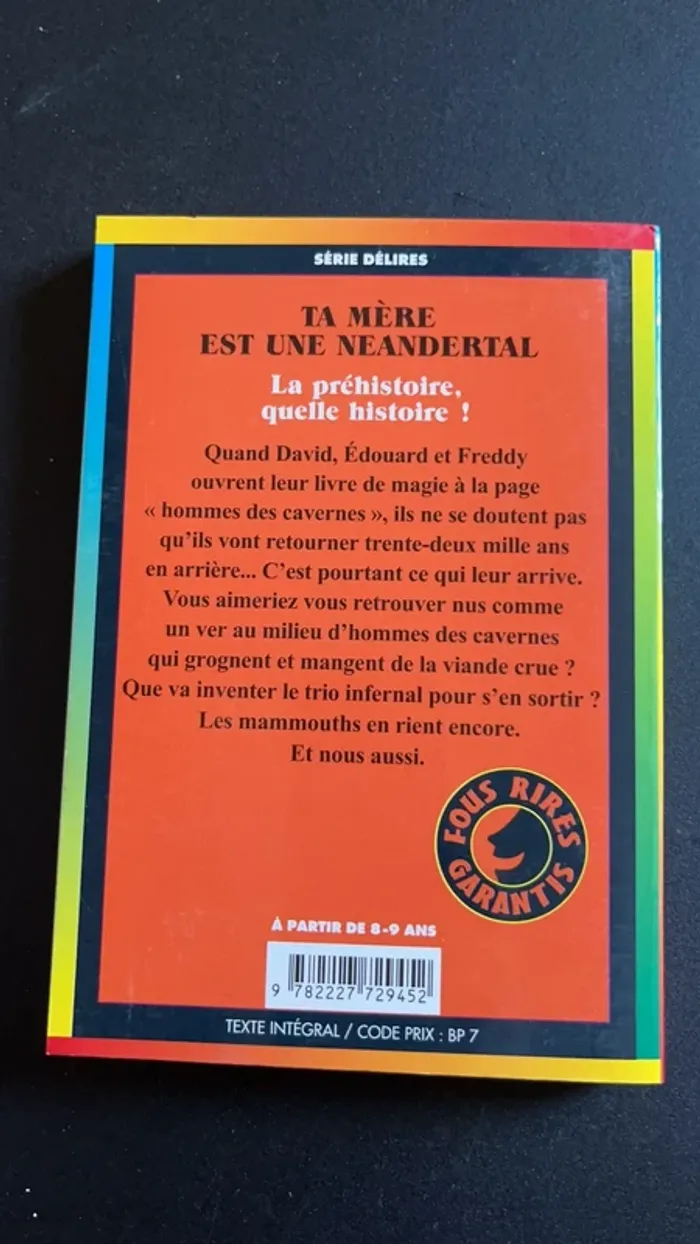 SÉRIE DÉLIRES
TA MÈRE
EST UNE NEANDERTAL
La préhistoire,
quelle histoire !
Quand David, Édouard et Freddy
ouvrent leur livre de magie à la page
« hommes des cavernes », ils ne se doutent pas
qu'ils vont retourner trente-deux mille ans
en arrière... C'est pourtant ce qui leur arrive.
Vous aimeriez vous retrouver nus comme
un ver au milieu d'hommes des cavernes
qui grognent et mangent de la viande crue ?
Que va inventer le trio infernal pour s'en sortir ?
Les mammouths en rient encore.
Et nous aussi.
FOUS RIRES
GARANTIS
À PARTIR DE 8-9 ANS
9 782227 729452
TEXTE INTÉGRAL / CODE PRIX : BP 7